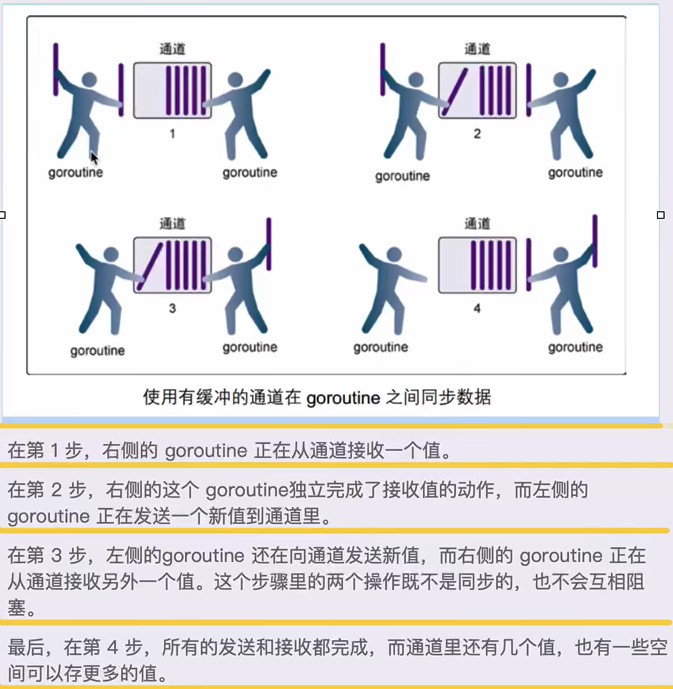 通道
通道
1
2
goroutine
goroutine
goroutine
goroutine
通道
通道
3
4
goroutine
goroutine
goroutine
goroutine
使用有缓冲的通道在 goroutine 之间同步数据
在第 1 步，右侧的 goroutine 正在从通道接收一个值。
在第 2 步，右侧的这个 goroutine独立完成了接收值的动作，而左侧的
goroutine 正在发送一个新值到通道里。
在第 3 步，左侧的goroutine 还在向通道发送新值，而右侧的 goroutine 正在
从通道接收另外一个值。这个步骤里的两个操作既不是同步的，也不会互相阻
塞。
最后，在第 4 步，所有的发送和接收都完成，而通道里还有几个值，也有一些空
间可以存更多的值。